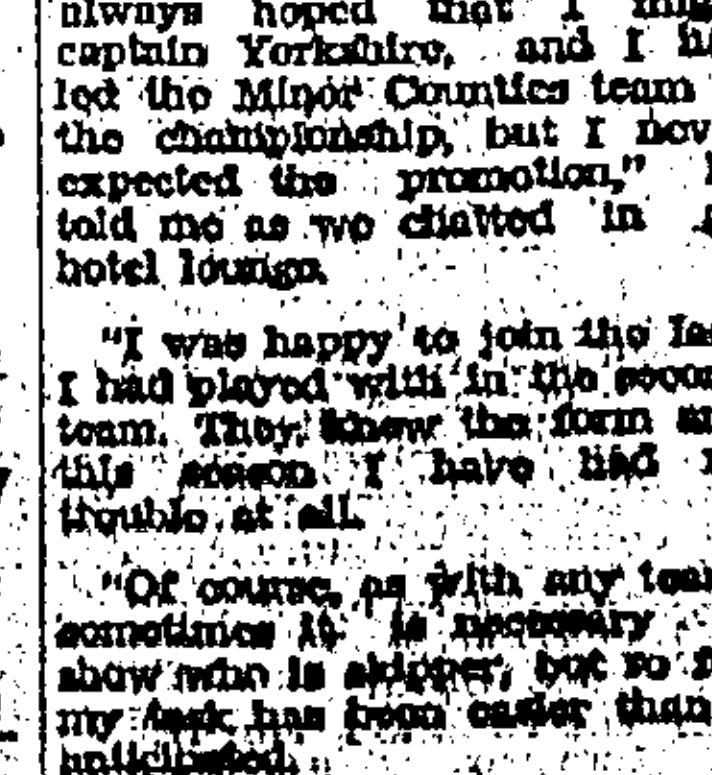 always hoped that I
captain Yorkshire, and I
led the Minor Counties team
the championship, but I
expected the promotion,"
told me as we chatted in
hotel lounge.
"I was happy to join the
I had played with in the
team. They knew the form
this season I have had
trouble at all.
"Of course, as with any
sometimes it is necessary
show who is skipper, but so
my task has been easier than
anticipated.